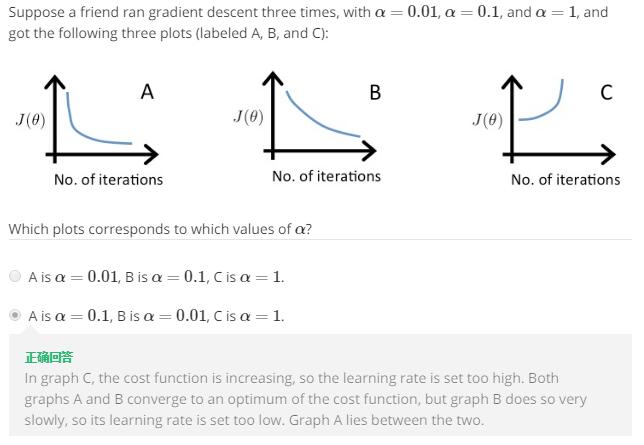 Suppose a friend ran gradient descent three times, with α = 0.01, α = 0.1, and α = 1, and
got the following three plots (labeled A, B, and C):
A
B
C
J(θ)
J(θ)
J(θ)
No. of iterations
No. of iterations
No. of iterations
Which plots corresponds to which values of α?
A is α = 0.01, B is α = 0.1, C is α = 1.
A is α = 0.1, B is α = 0.01, C is α = 1.
正确回答
In graph C, the cost function is increasing, so the learning rate is set too high. Both
graphs A and B converge to an optimum of the cost function, but graph B does so very
slowly, so its learning rate is set too low. Graph A lies between the two.